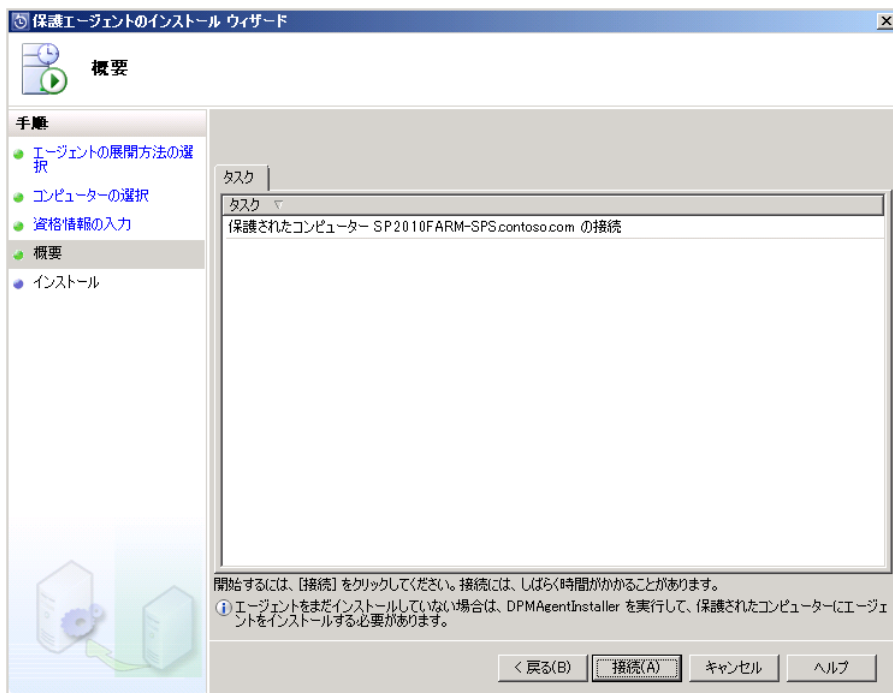 保護エージェントのインストール ウィザード
概要
手順
エージェントの展開方法の選
択
コンピューターの選択
資格情報の入力
概要
インストール
タスク
タスク
保護されたコンピューター SP2010FARM-SPS.contoso.com の接続
開始するには、[接続] をクリックしてください。接続には、しばらく時間がかかることがあります。
エージェントをまだインストールしていない場合は、DPMAgentInstaller を実行して、保護されたコンピューターにエージェ
ントをインストールする必要があります。
< 戻る(B)
接続(A)
キャンセル
ヘルプ